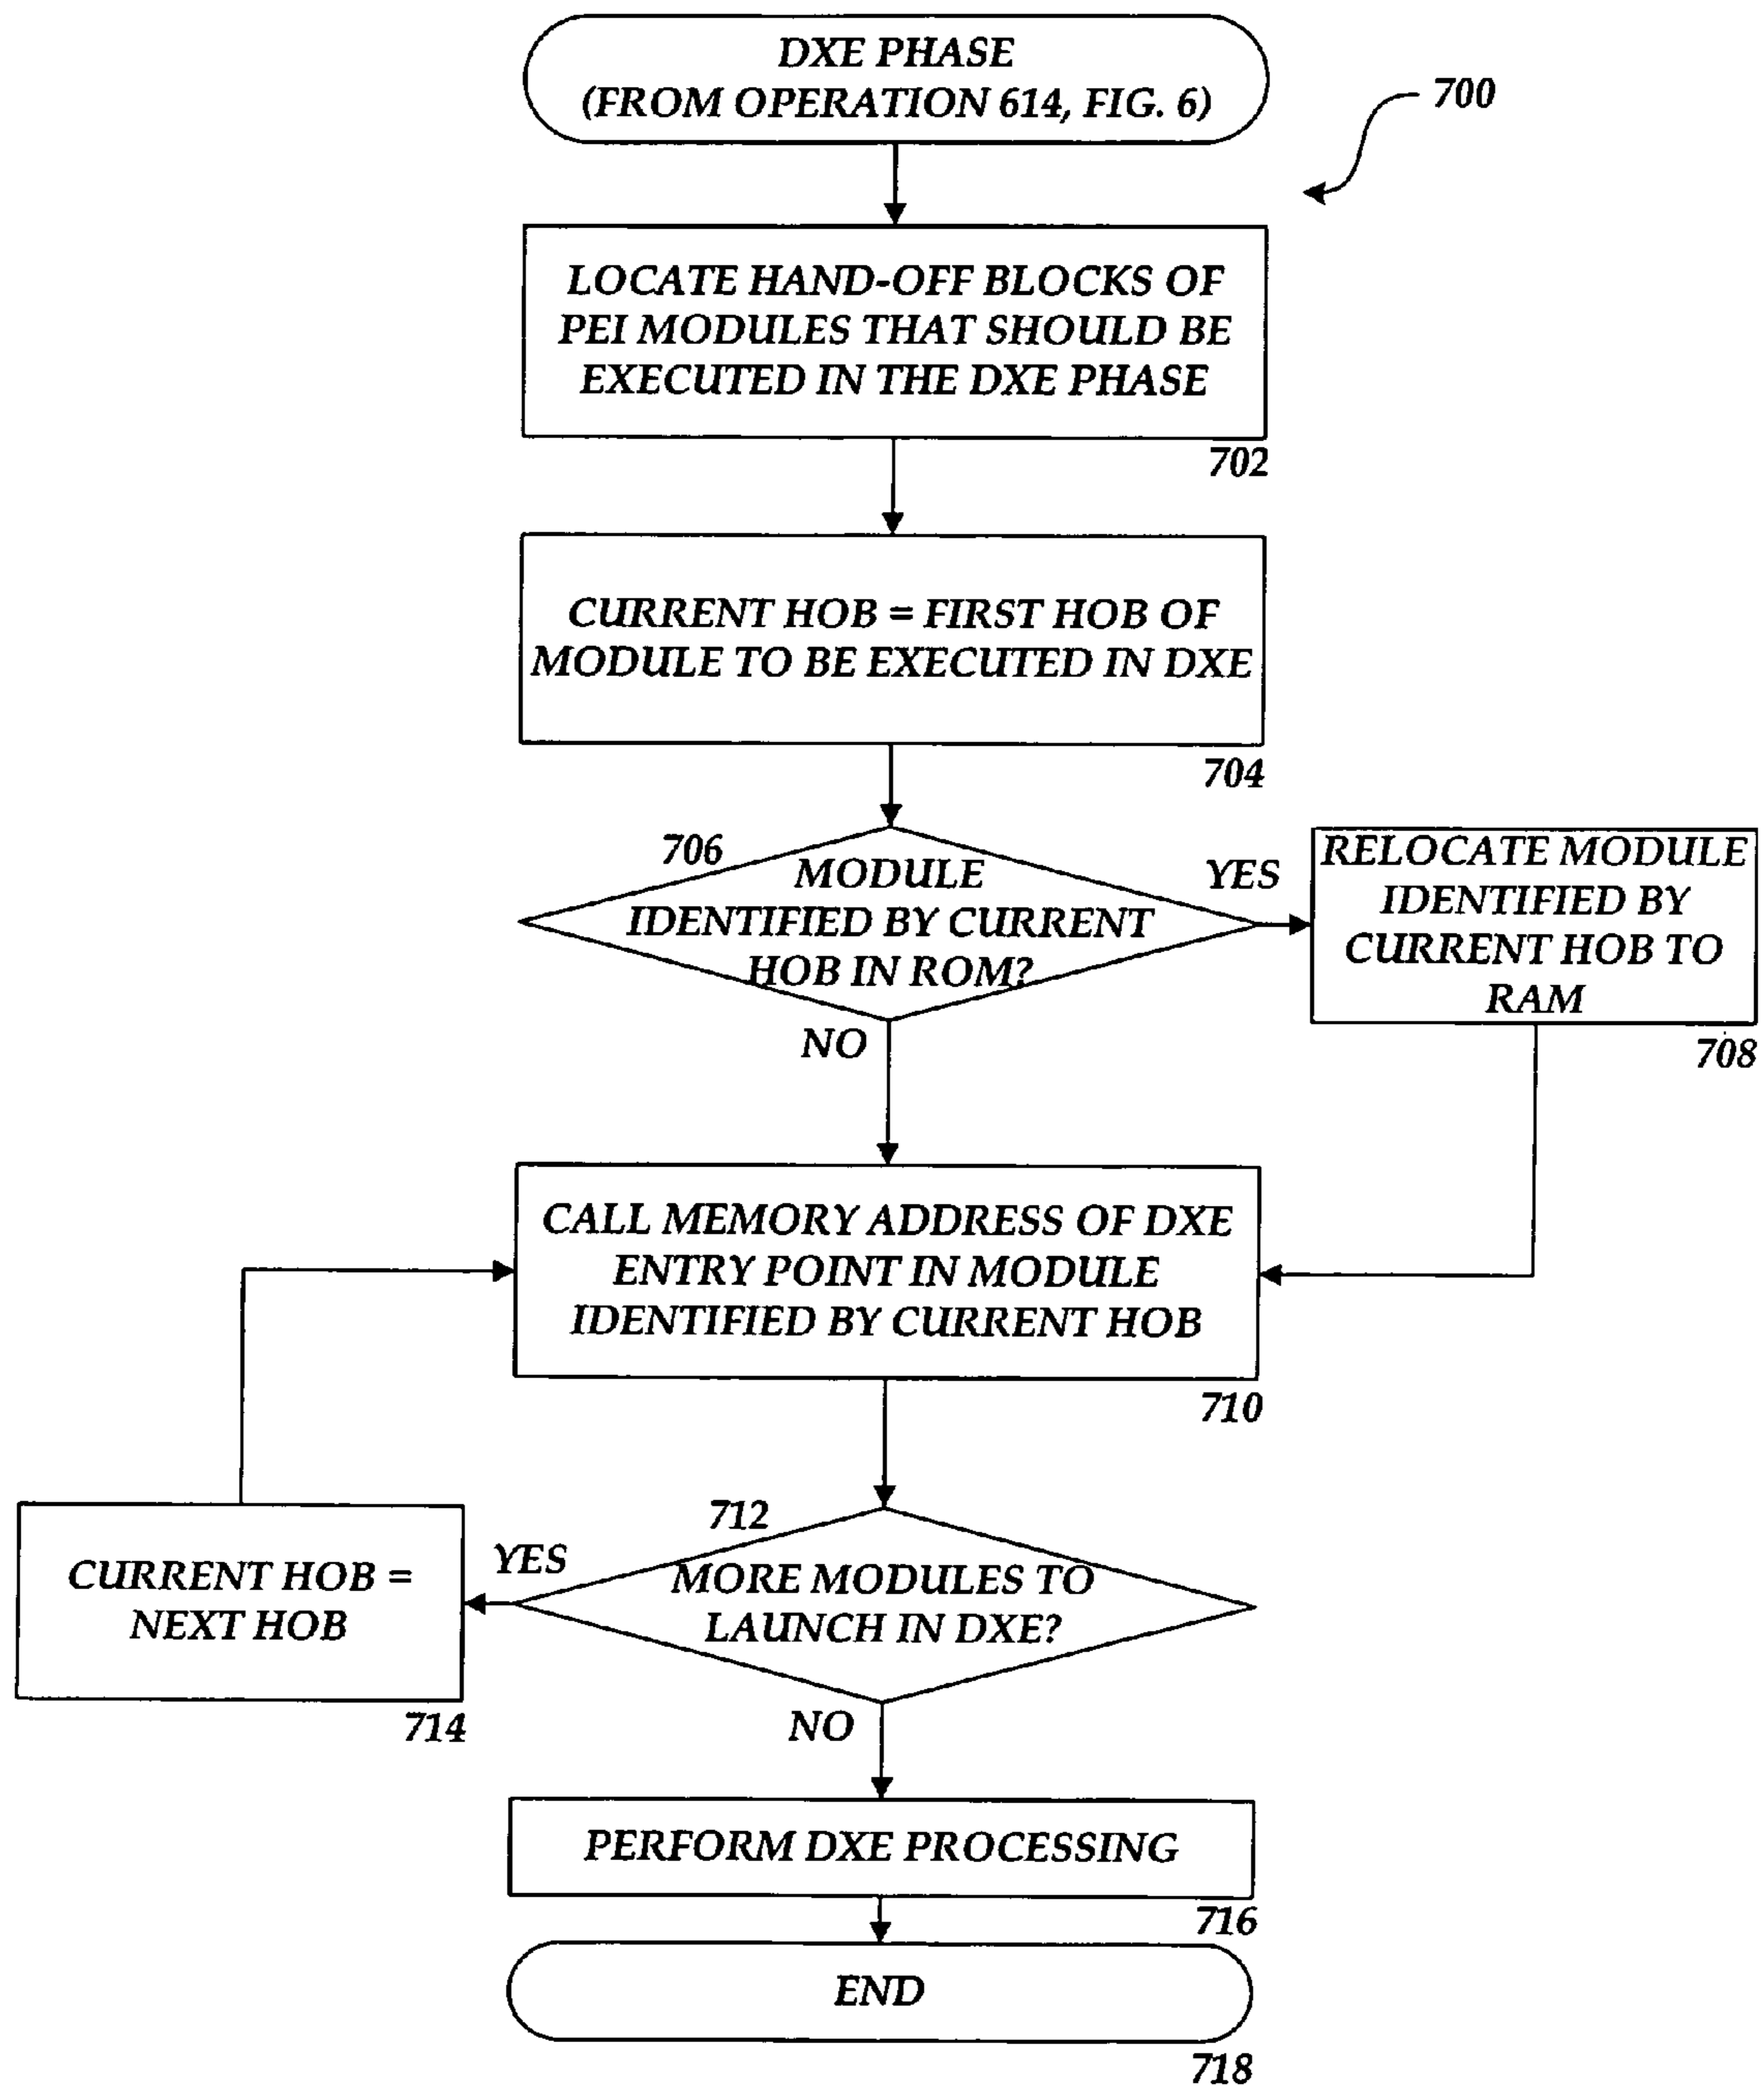 DXE PHASE
(FROM OPERATION 614, FIG. 6)
700
LOCATE HAND-OFF BLOCKS OF
PEI MODULES THAT SHOULD BE
EXECUTED IN THE DXE PHASE
702
CURRENT HOB = FIRST HOB OF
MODULE TO BE EXECUTED IN DXE
704
706
MODULE
IDENTIFIED BY CURRENT
HOB IN ROM?
YES
NO
RELOCATE MODULE
IDENTIFIED BY
CURRENT HOB TO
RAM
708
CALL MEMORY ADDRESS OF DXE
ENTRY POINT IN MODULE
IDENTIFIED BY CURRENT HOB
710
712
MORE MODULES TO
LAUNCH IN DXE?
YES
NO
CURRENT HOB =
NEXT HOB
714
PERFORM DXE PROCESSING
716
END
718